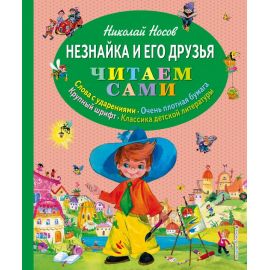 Николай Носов
НЕЗНАЙКА И ЕГО ДРУЗЬЯ
ЧИТАЕМ
САМИ
Слова с ударениями • Очень плотная бумага
Крупный шрифт • Классика детской литературы